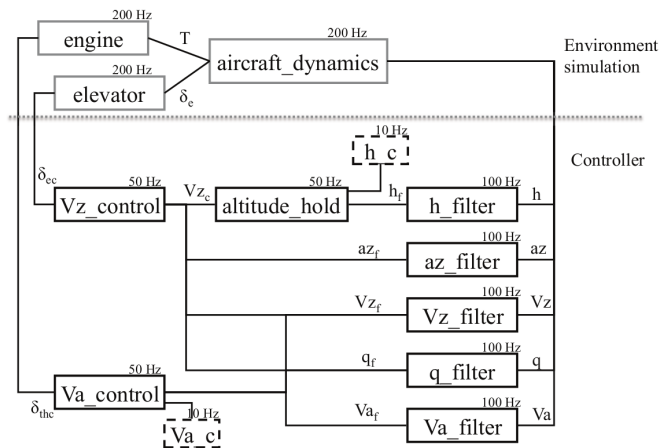 200 Hz
engine
T
200 Hz
aircraft_dynamics
Environment
simulation
200 Hz
elevator
δe
10 Hz
h_c
Controller
δec
50 Hz
Vz_control
Vzc
50 Hz
altitude_hold
hf
100 Hz
h_filter
h
azf
100 Hz
az_filter
az
Vzf
100 Hz
Vz_filter
Vz
qf
100 Hz
q_filter
q
50 Hz
Va_control
δthc
10 Hz
Va_c
Vaf
100 Hz
Va_filter
Va